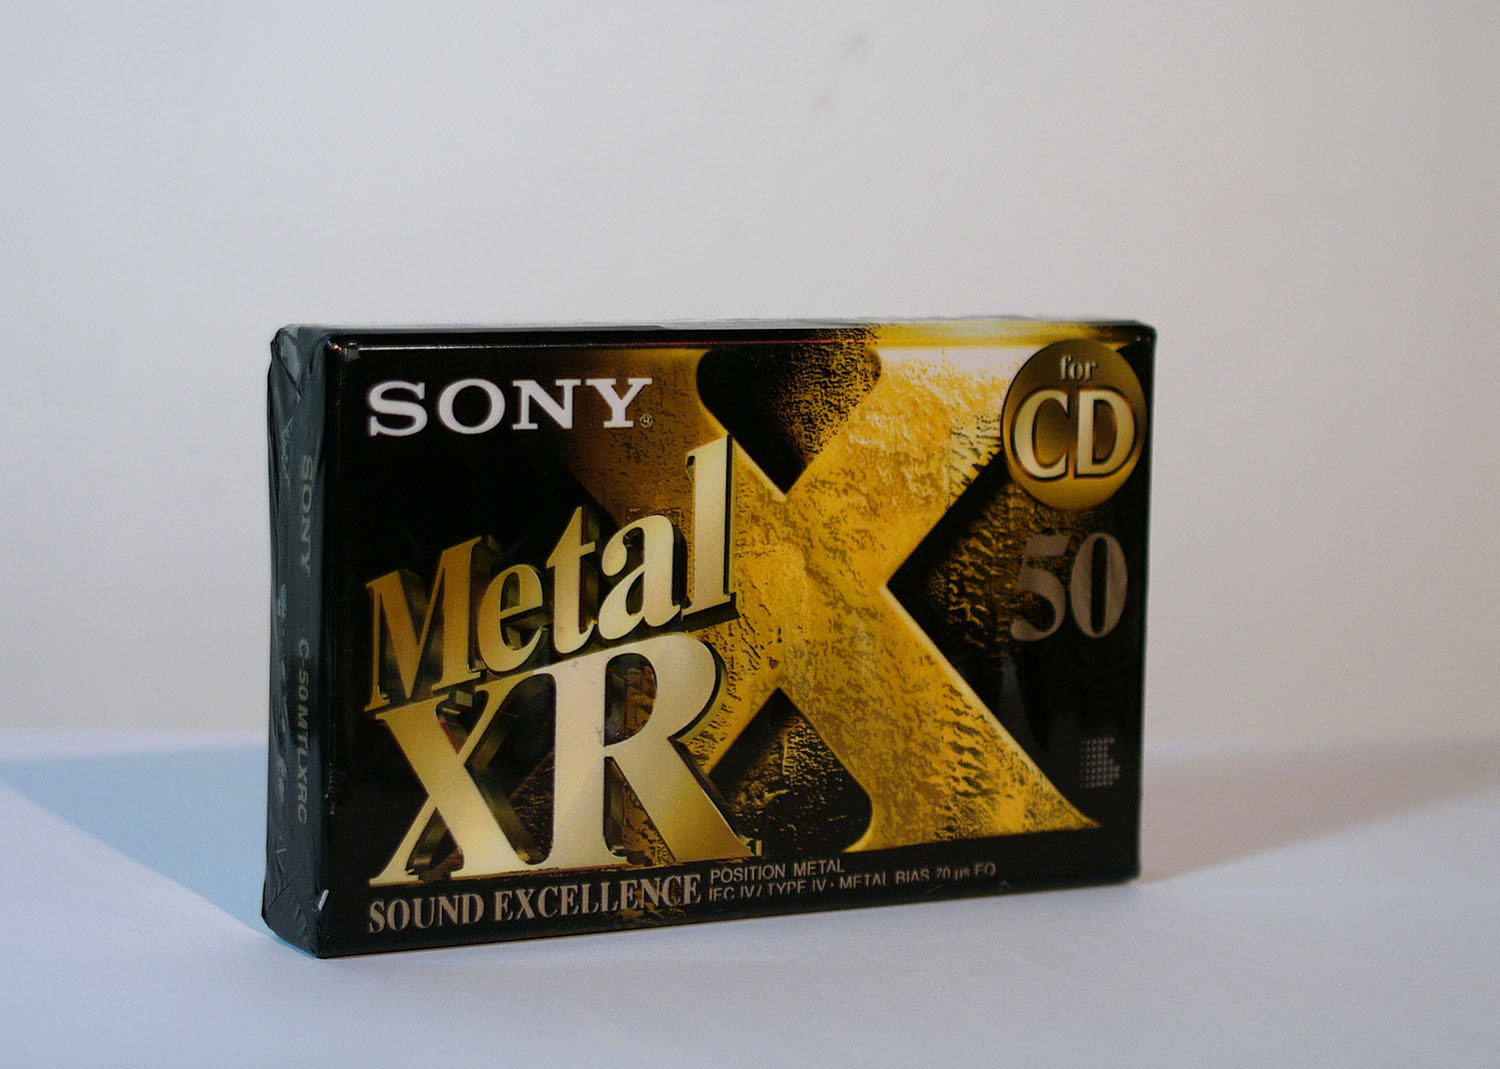 SONY®
for
CD
Metal
XR
50
SOUND EXCELLENCE
POSITION METAL
IEC IV / TYPE IV · METAL BIAS 70 µs EQ
SONY
C-50MTLXRC